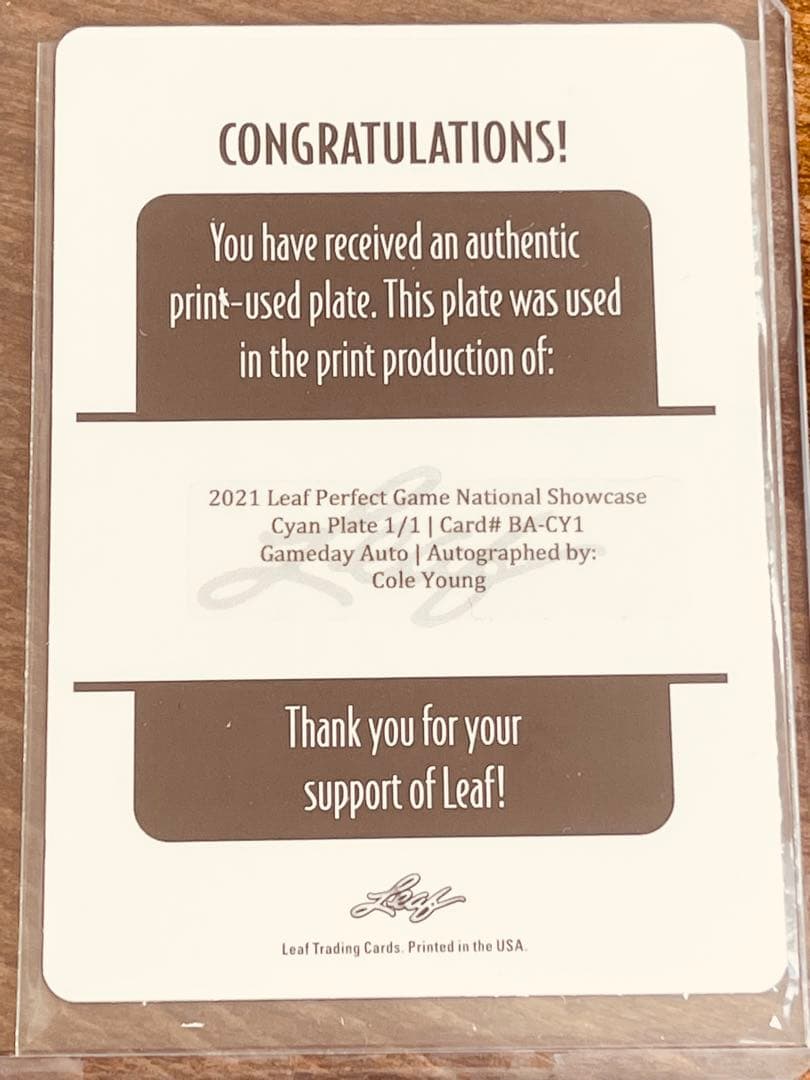 CONGRATULATIONS!
You have received an authentic
print-used plate. This plate was used
in the print production of:
Leaf
2021 Leaf Perfect Game National Showcase
Cyan Plate 1/1 | Card# BA-CY1
Gameday Auto | Autographed by:
Cole Young
Thank you for your
support of Leaf!
Leaf
Leaf Trading Cards. Printed in the USA.